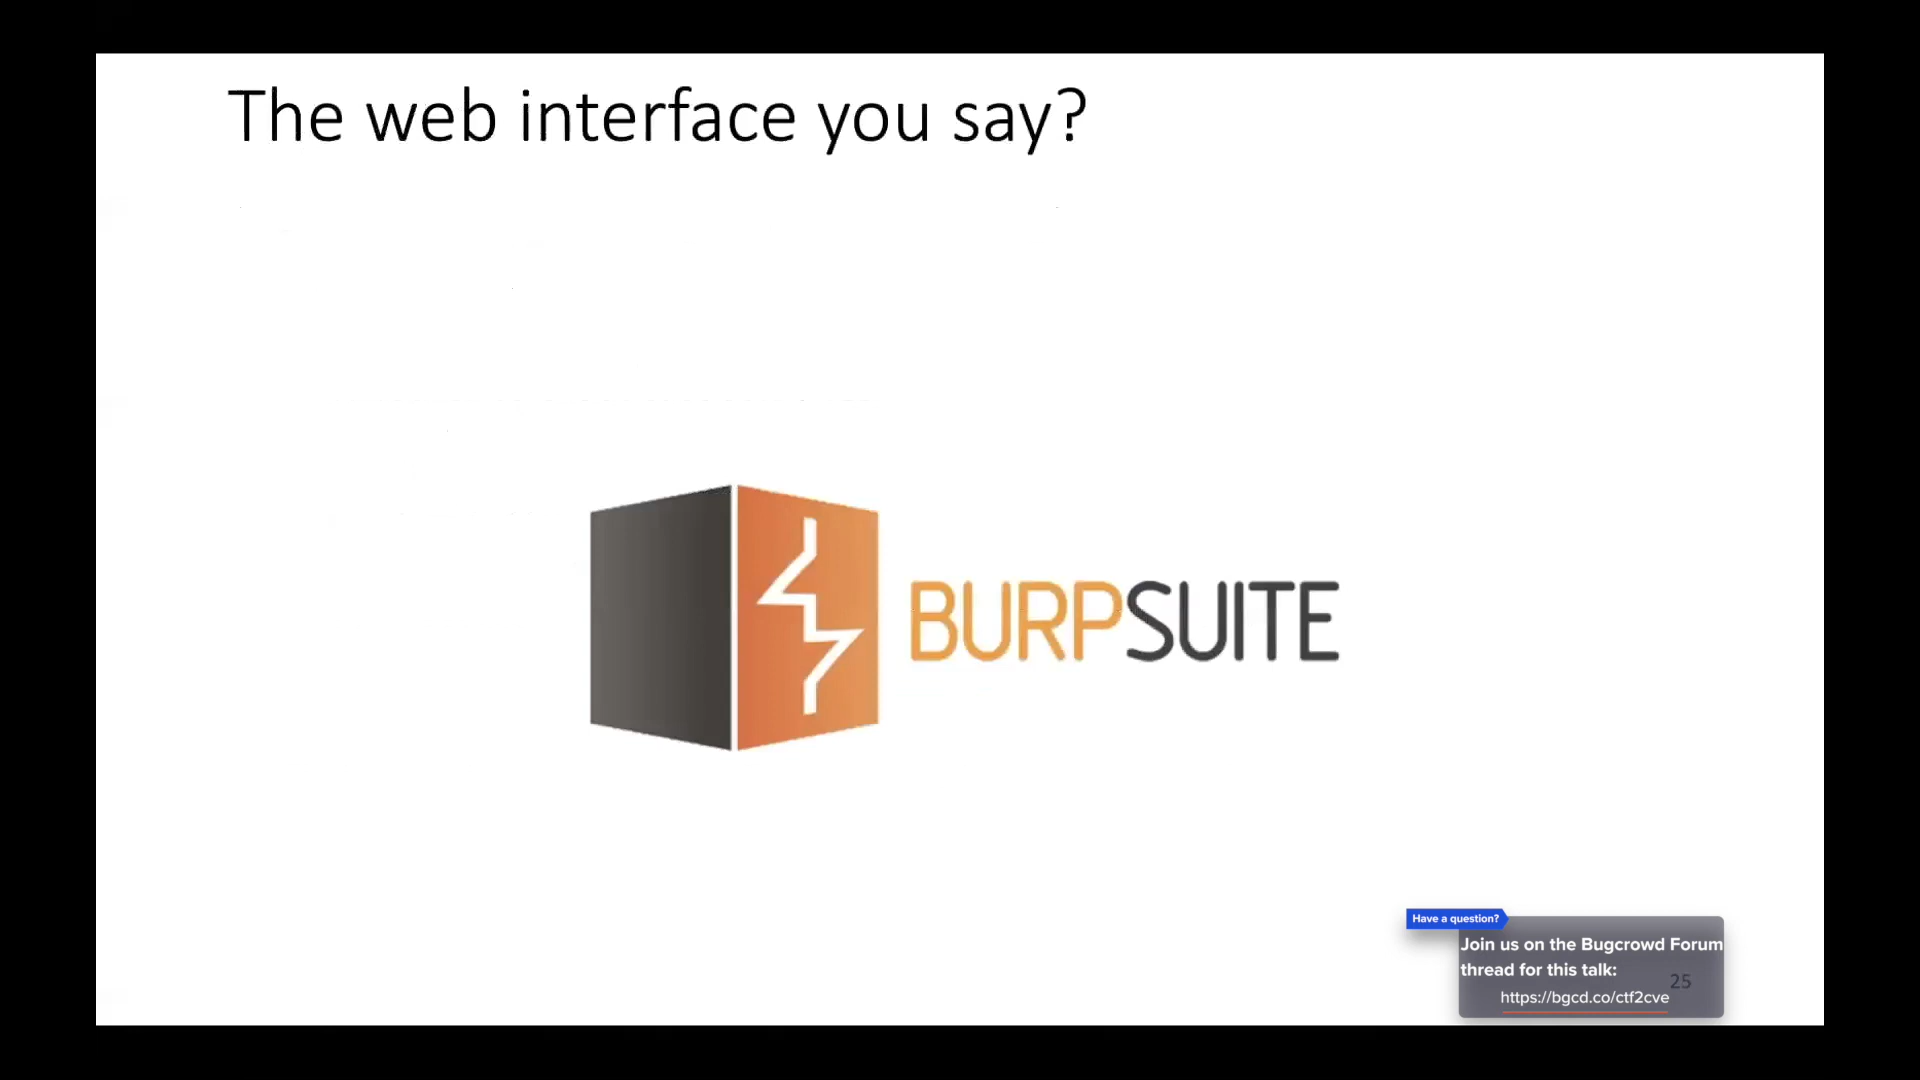 The web interface you say?
BURPSUITE
Have a question?
Join us on the Bugcrowd Forum
thread for this talk:
25
https://bgcd.co/ctf2cve